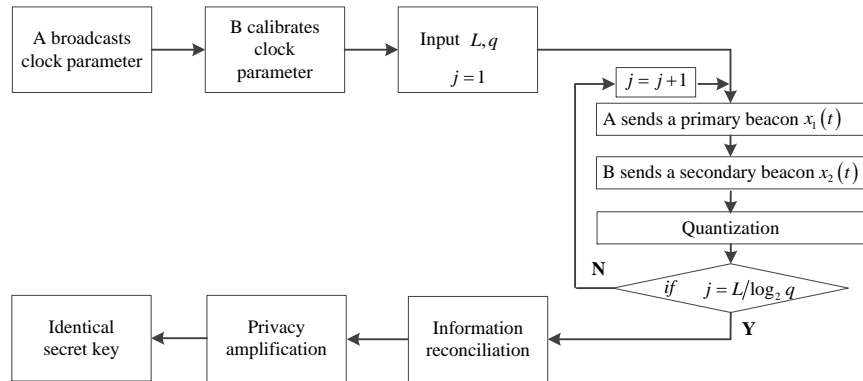 A broadcasts
clock parameter
B calibrates
clock
parameter
Input L,q
j = 1
j = j+1
A sends a primary beacon x₁(t)
B sends a secondary beacon x₂(t)
Quantization
N
if j = L/log₂ q
Y
Identical
secret key
Privacy
amplification
Information
reconciliation